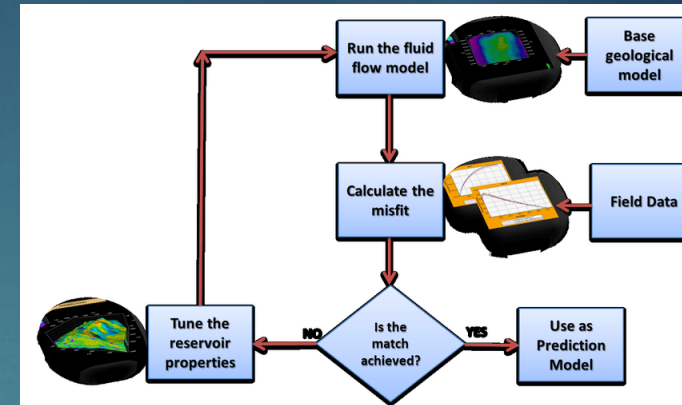 Run the fluid
flow model
Base
geological
model
Calculate the
misfit
Field Data
Tune the
reservoir
properties
NO
Is the
match
achieved?
YES
Use as
Prediction
Model